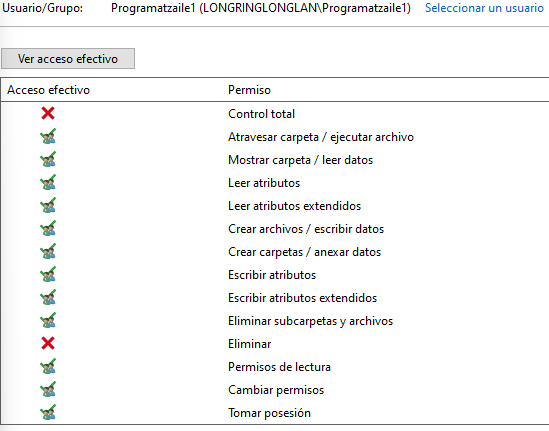 Usuario/Grupo: Programatzaile1 (LONGRINGLONGLAN\Programatzaile1) Seleccionar un usuario
Ver acceso efectivo
Acceso efectivo Permiso
Control total
Atravesar carpeta / ejecutar archivo
Mostrar carpeta / leer datos
Leer atributos
Leer atributos extendidos
Crear archivos / escribir datos
Crear carpetas / anexar datos
Escribir atributos
Escribir atributos extendidos
Eliminar subcarpetas y archivos
Eliminar
Permisos de lectura
Cambiar permisos
Tomar posesión